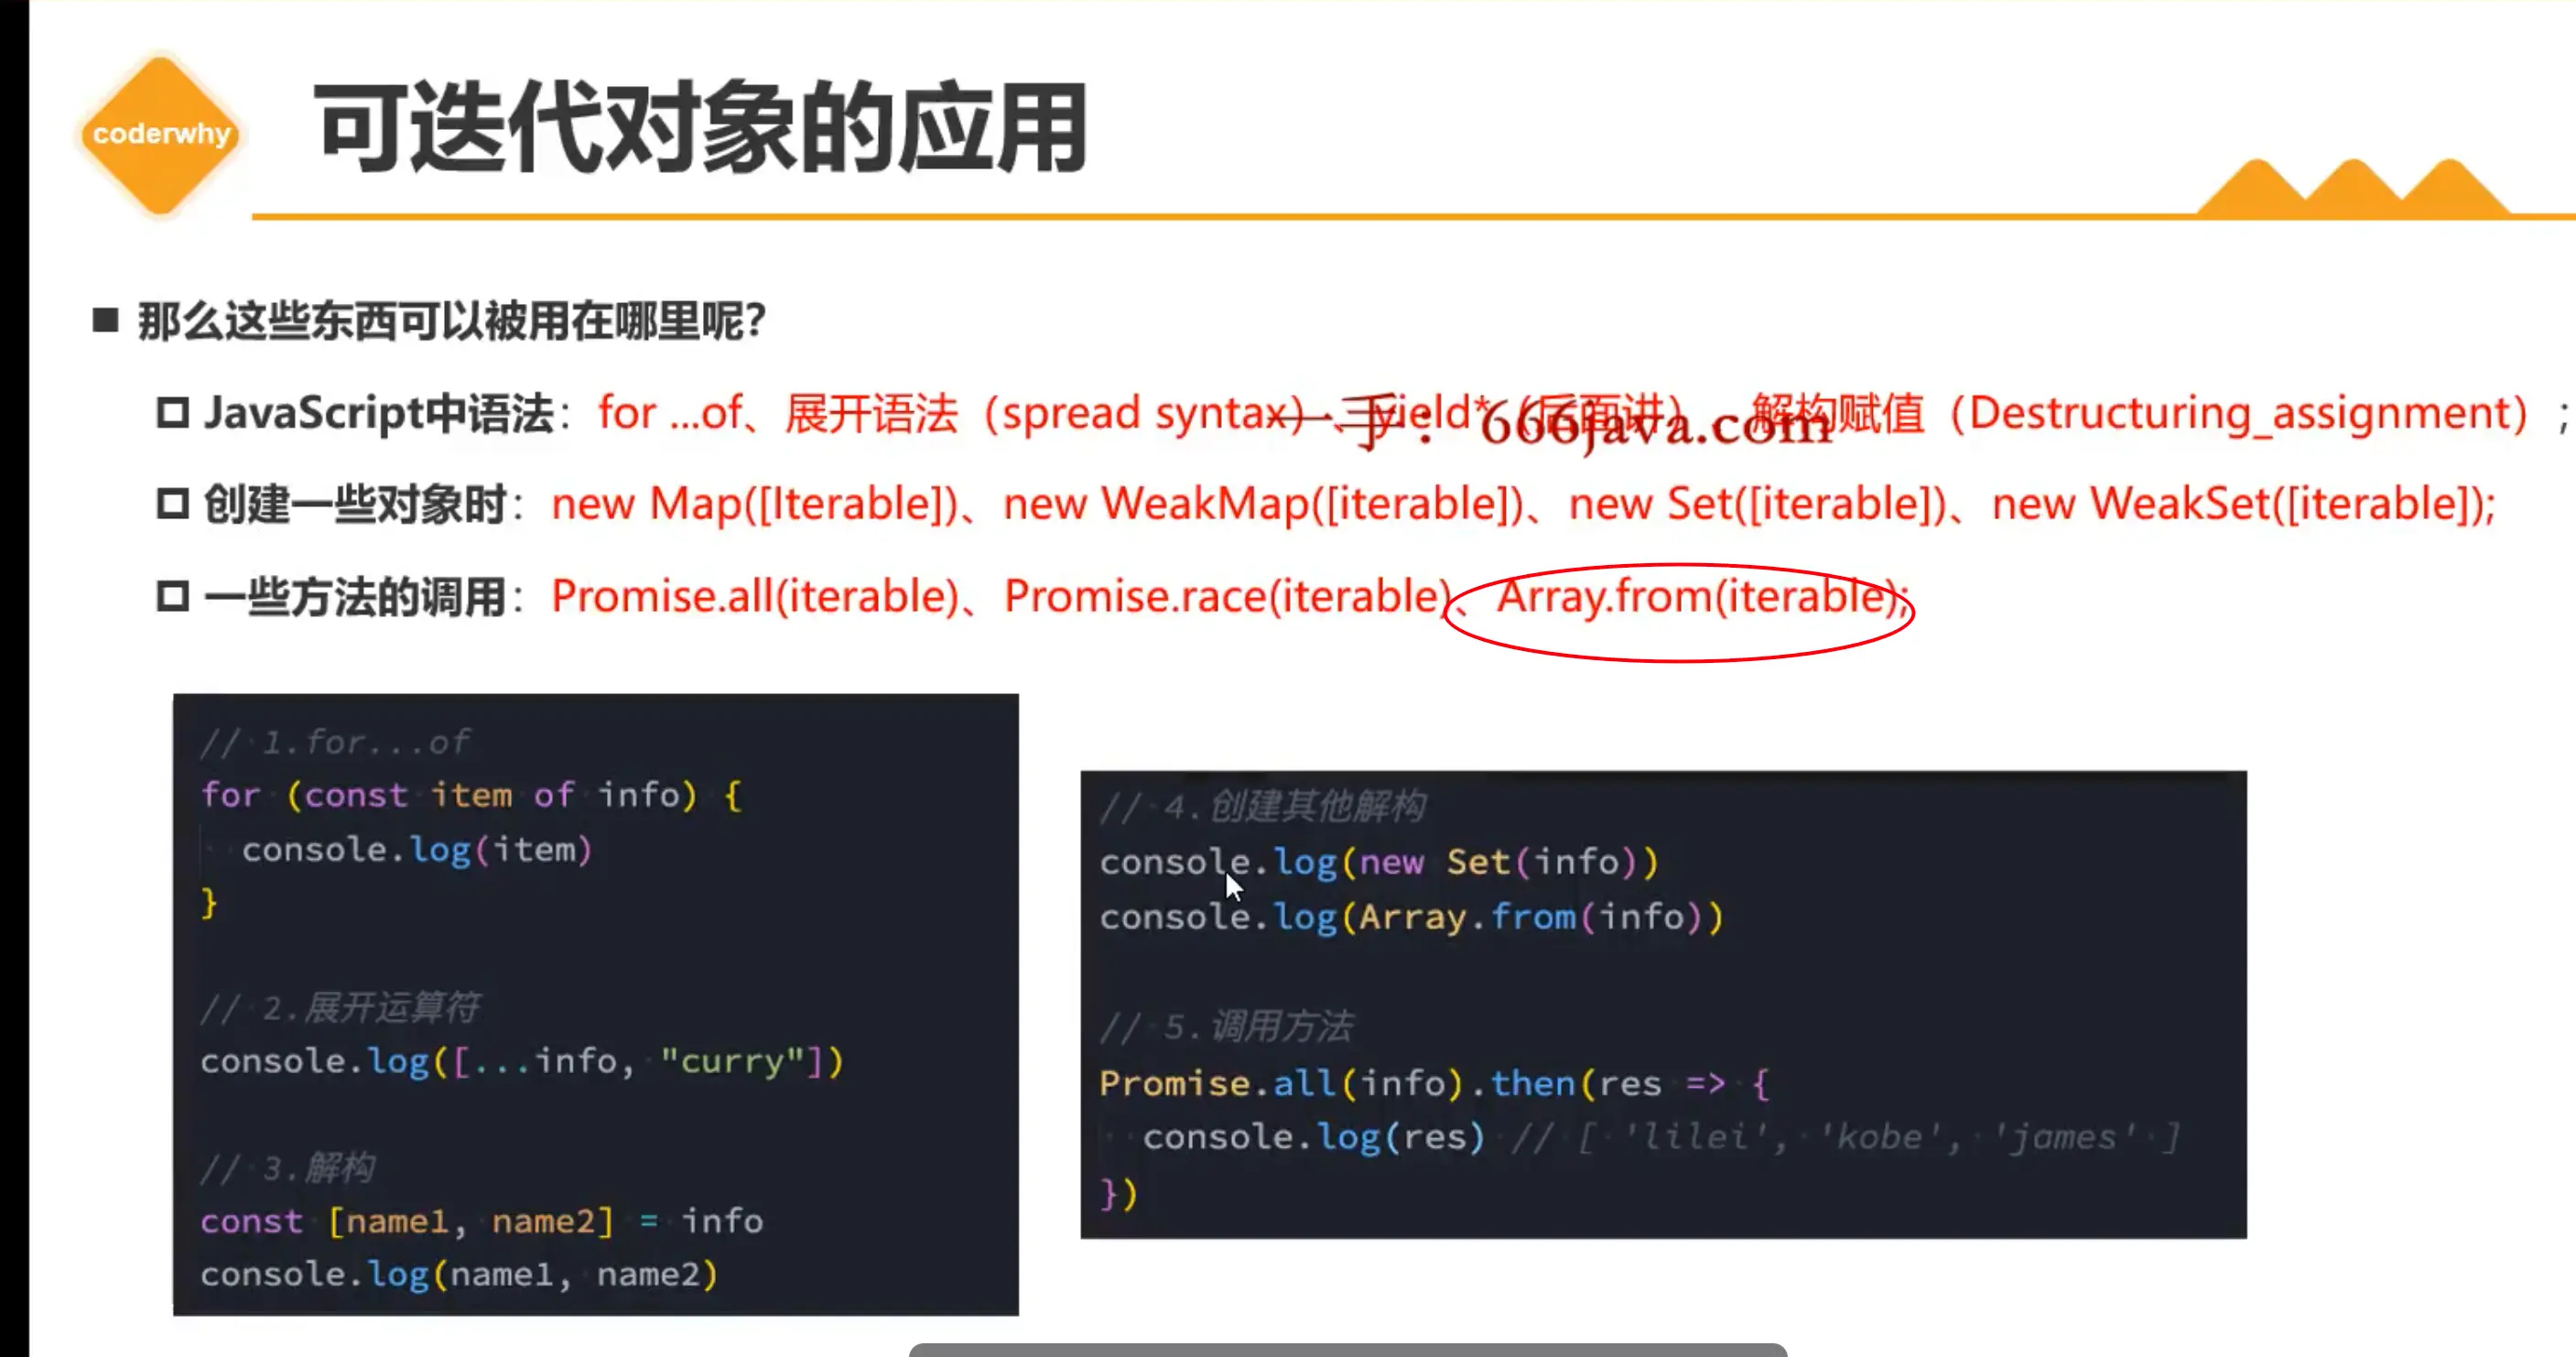 coderwhy
可迭代对象的应用
那么这些东西可以被用在哪里呢?
JavaScript中语法：for ...of、展开语法（spread syntax）、yield*（后面讲）、解构赋值（Destructuring_assignment）;
一手：666java.com
创建一些对象时：new Map([Iterable])、new WeakMap([iterable])、new Set([iterable])、new WeakSet([iterable]);
一些方法的调用：Promise.all(iterable)、Promise.race(iterable)、Array.from(iterable);
// 1.for...of
for (const item of info) {
  console.log(item)
}
// 2.展开运算符
console.log([...info, "curry"])
// 3.解构
const [name1, name2] = info
console.log(name1, name2)
// 4.创建其他解构
console.log(new Set(info))
console.log(Array.from(info))
// 5.调用方法
Promise.all(info).then(res => {
  console.log(res) // [ 'lilei', 'kobe', 'james' ]
})